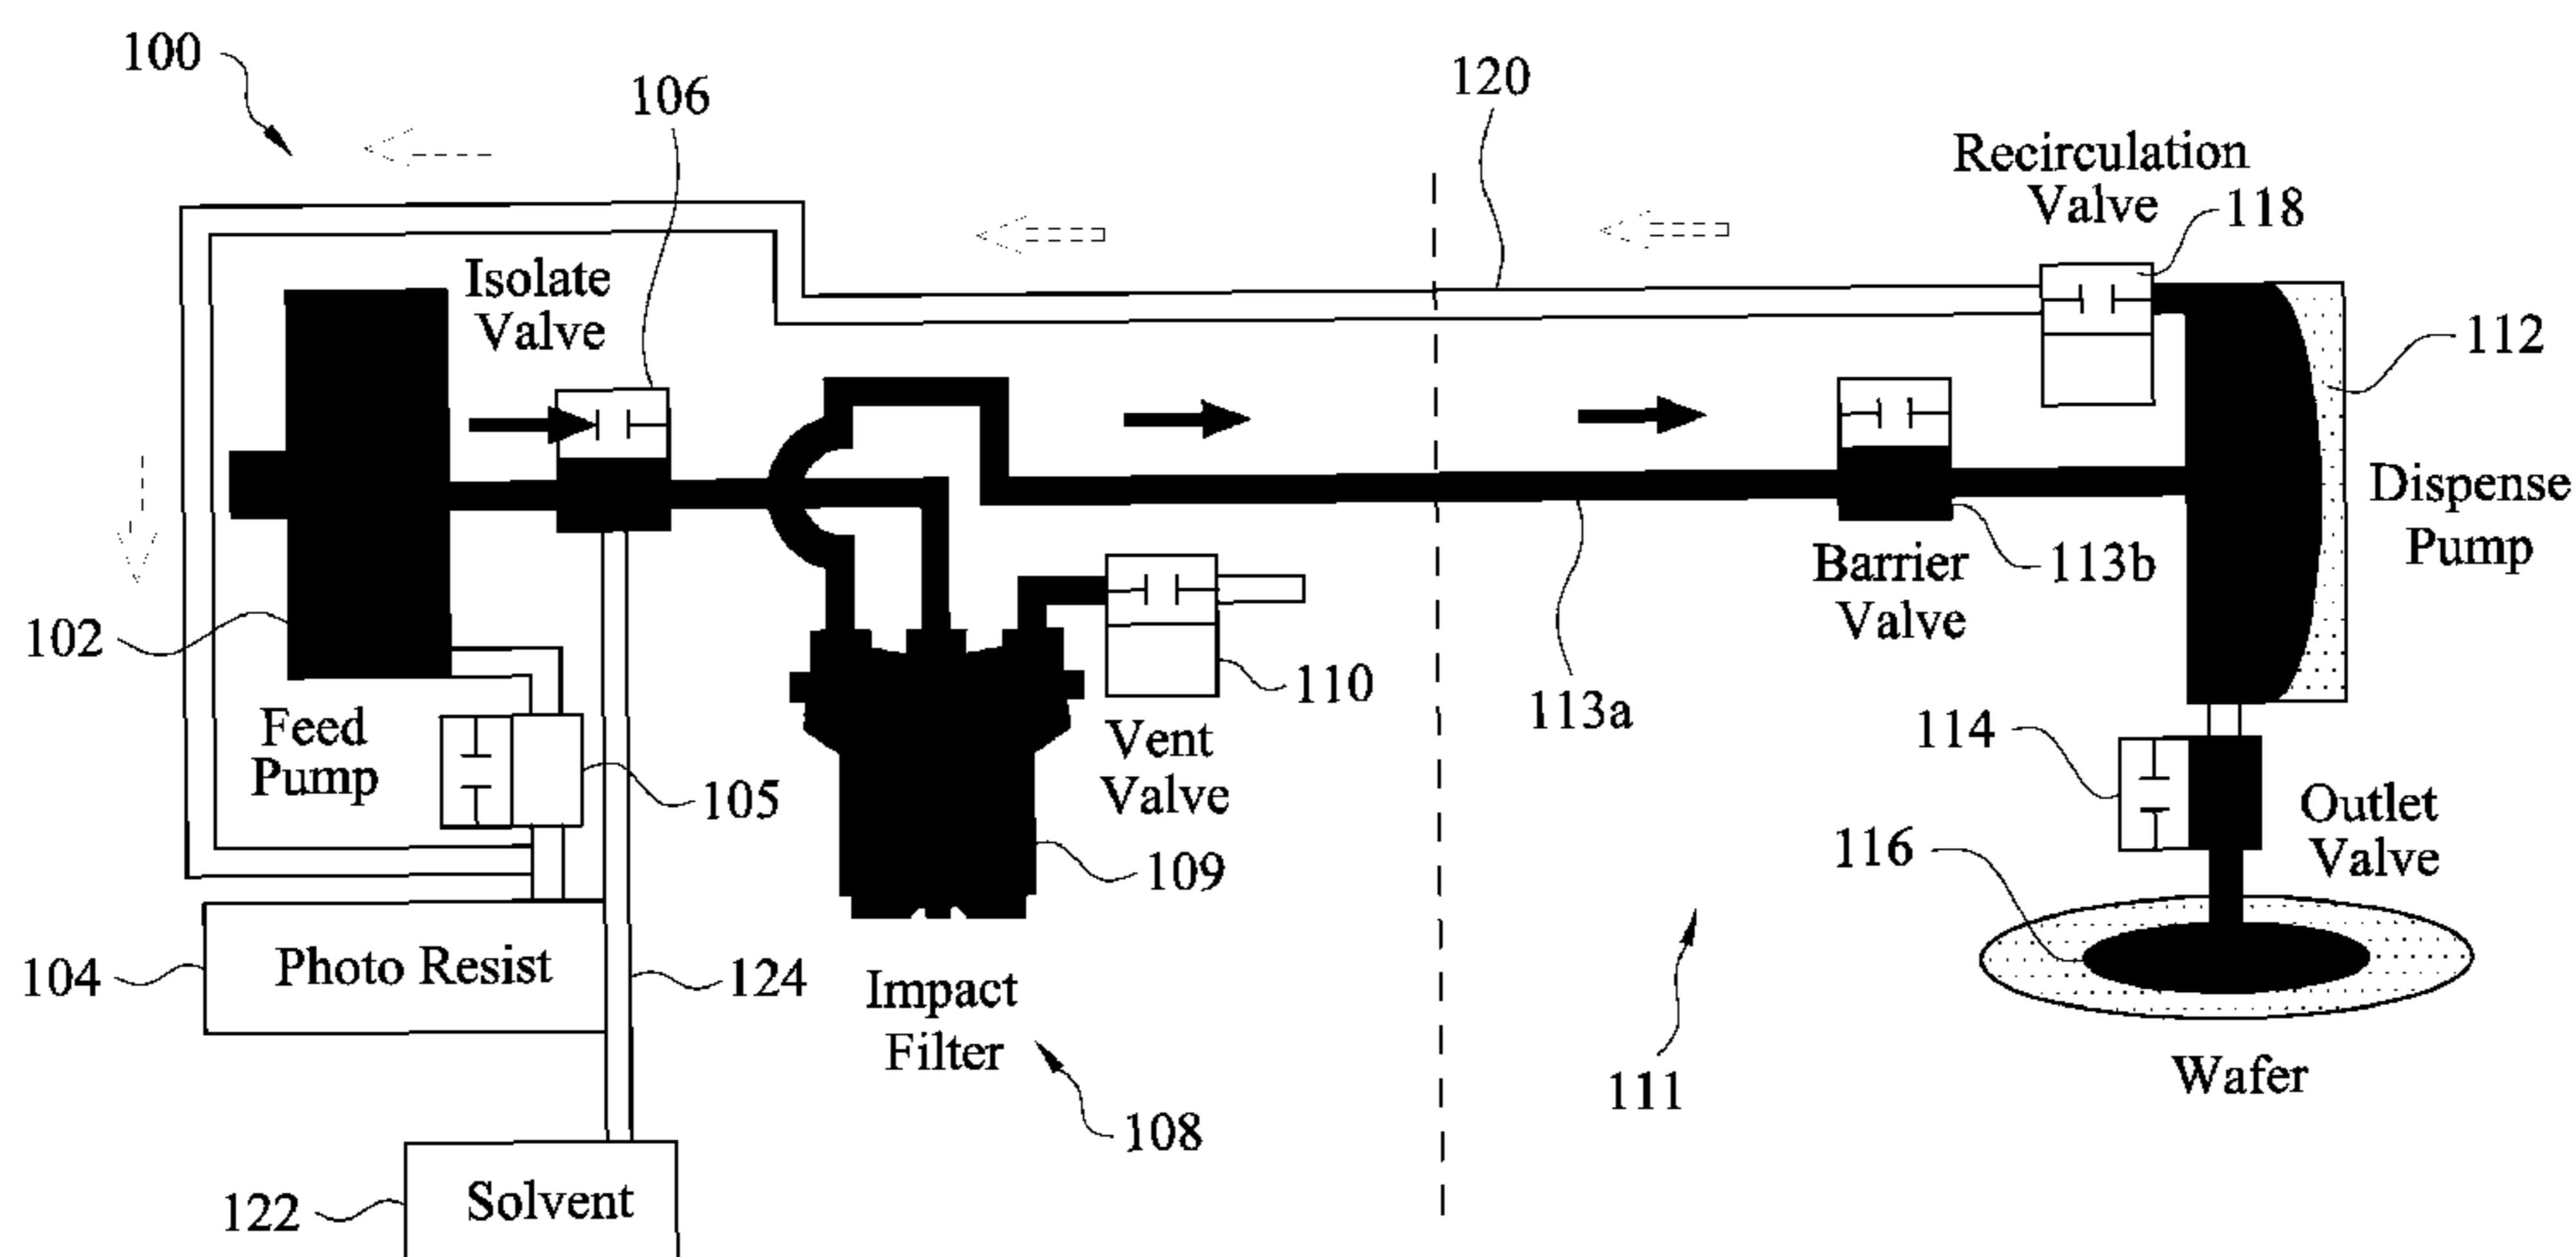 100
106
120
Recirculation
Valve
118
Isolate
Valve
112
Dispense
Pump
Barrier
Valve
113b
102
110
113a
Feed
Pump
Vent
Valve
105
114
Outlet
Valve
116
109
104
Photo Resist
124
Impact
Filter
108
111
Wafer
122
Solvent